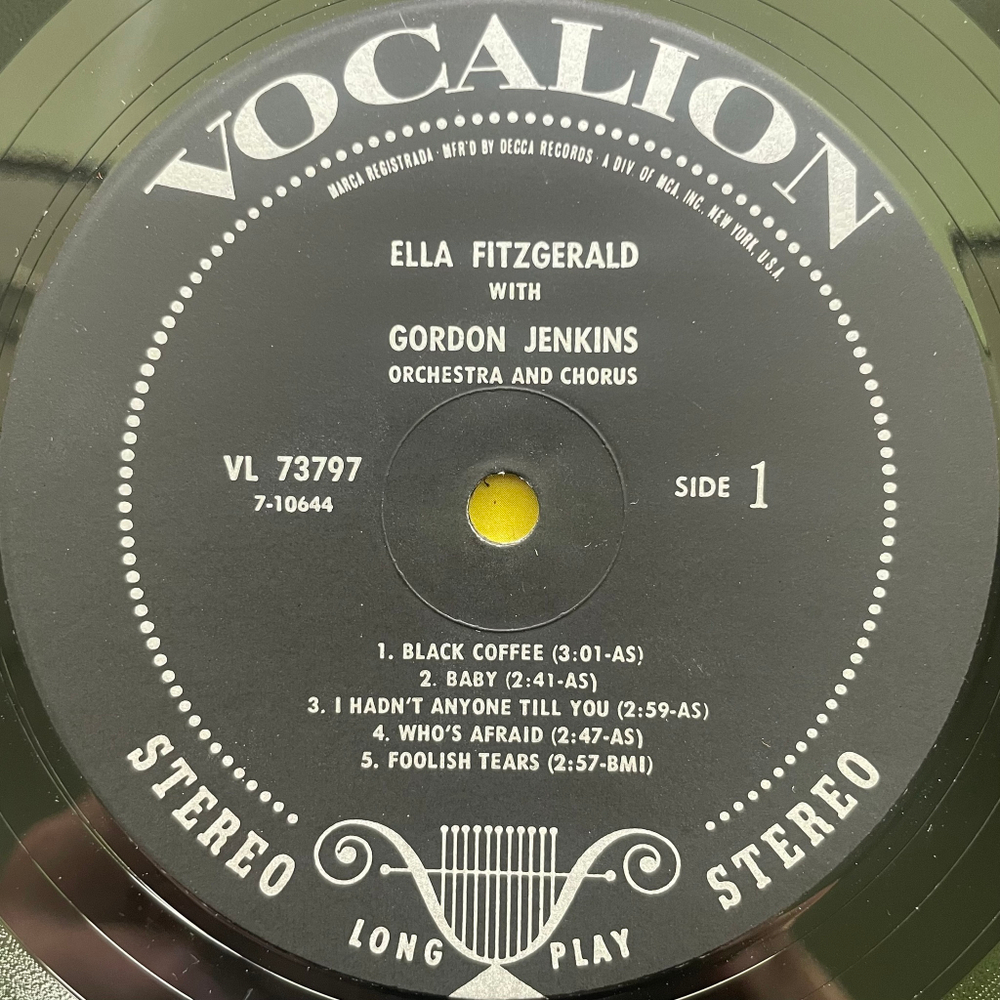 VOCALION
MARCA REGISTRADA · MFR'D BY DECCA RECORDS · A DIV. OF MCA, INC., NEW YORK, U.S.A.
ELLA FITZGERALD
WITH
GORDON JENKINS
ORCHESTRA AND CHORUS
VL 73797
7-10644
SIDE 1
1. BLACK COFFEE (3:01-AS)
2. BABY (2:41-AS)
3. I HADN'T ANYONE TILL YOU (2:59-AS)
4. WHO'S AFRAID (2:47-AS)
5. FOOLISH TEARS (2:57-BMI)
STEREO
STEREO
LONG PLAY